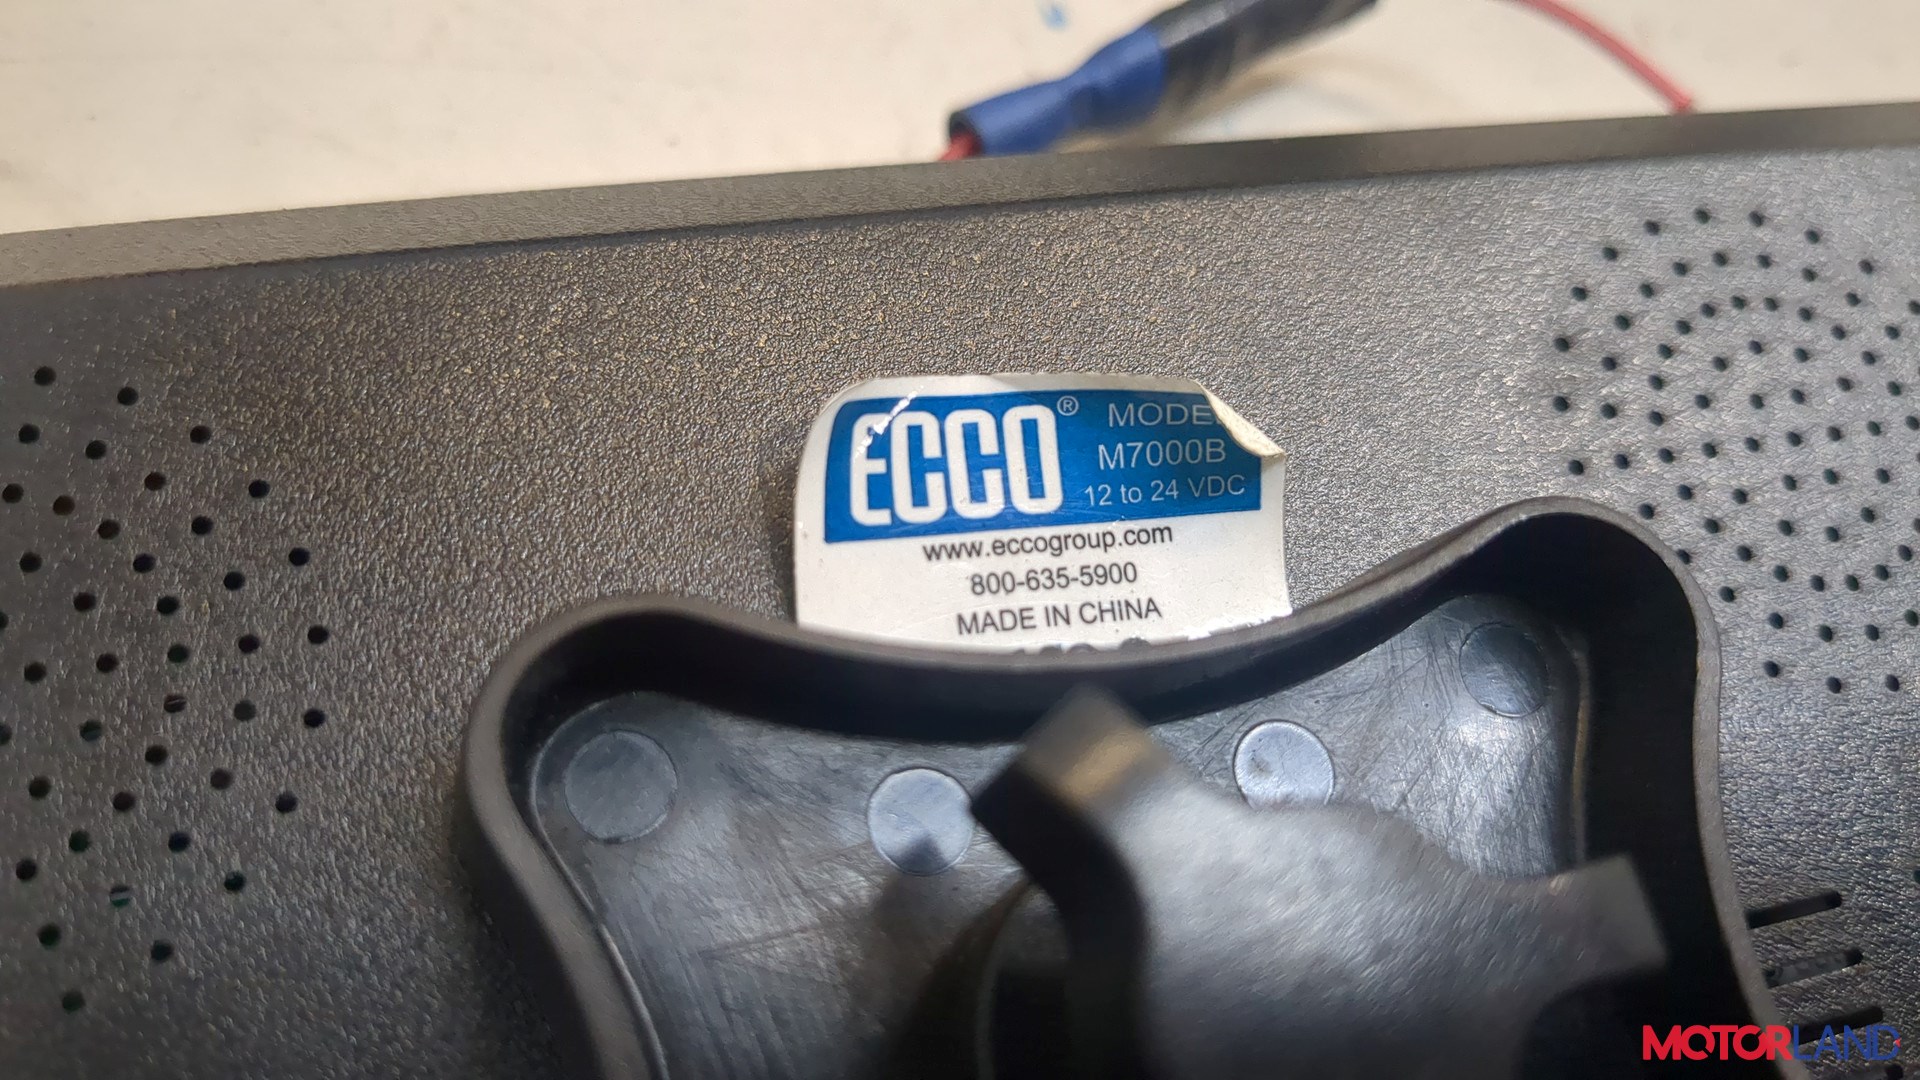 ECCO®
MODEL
M7000B
12 to 24 VDC
www.eccogroup.com
800-635-5900
MADE IN CHINA
MOTORLAND